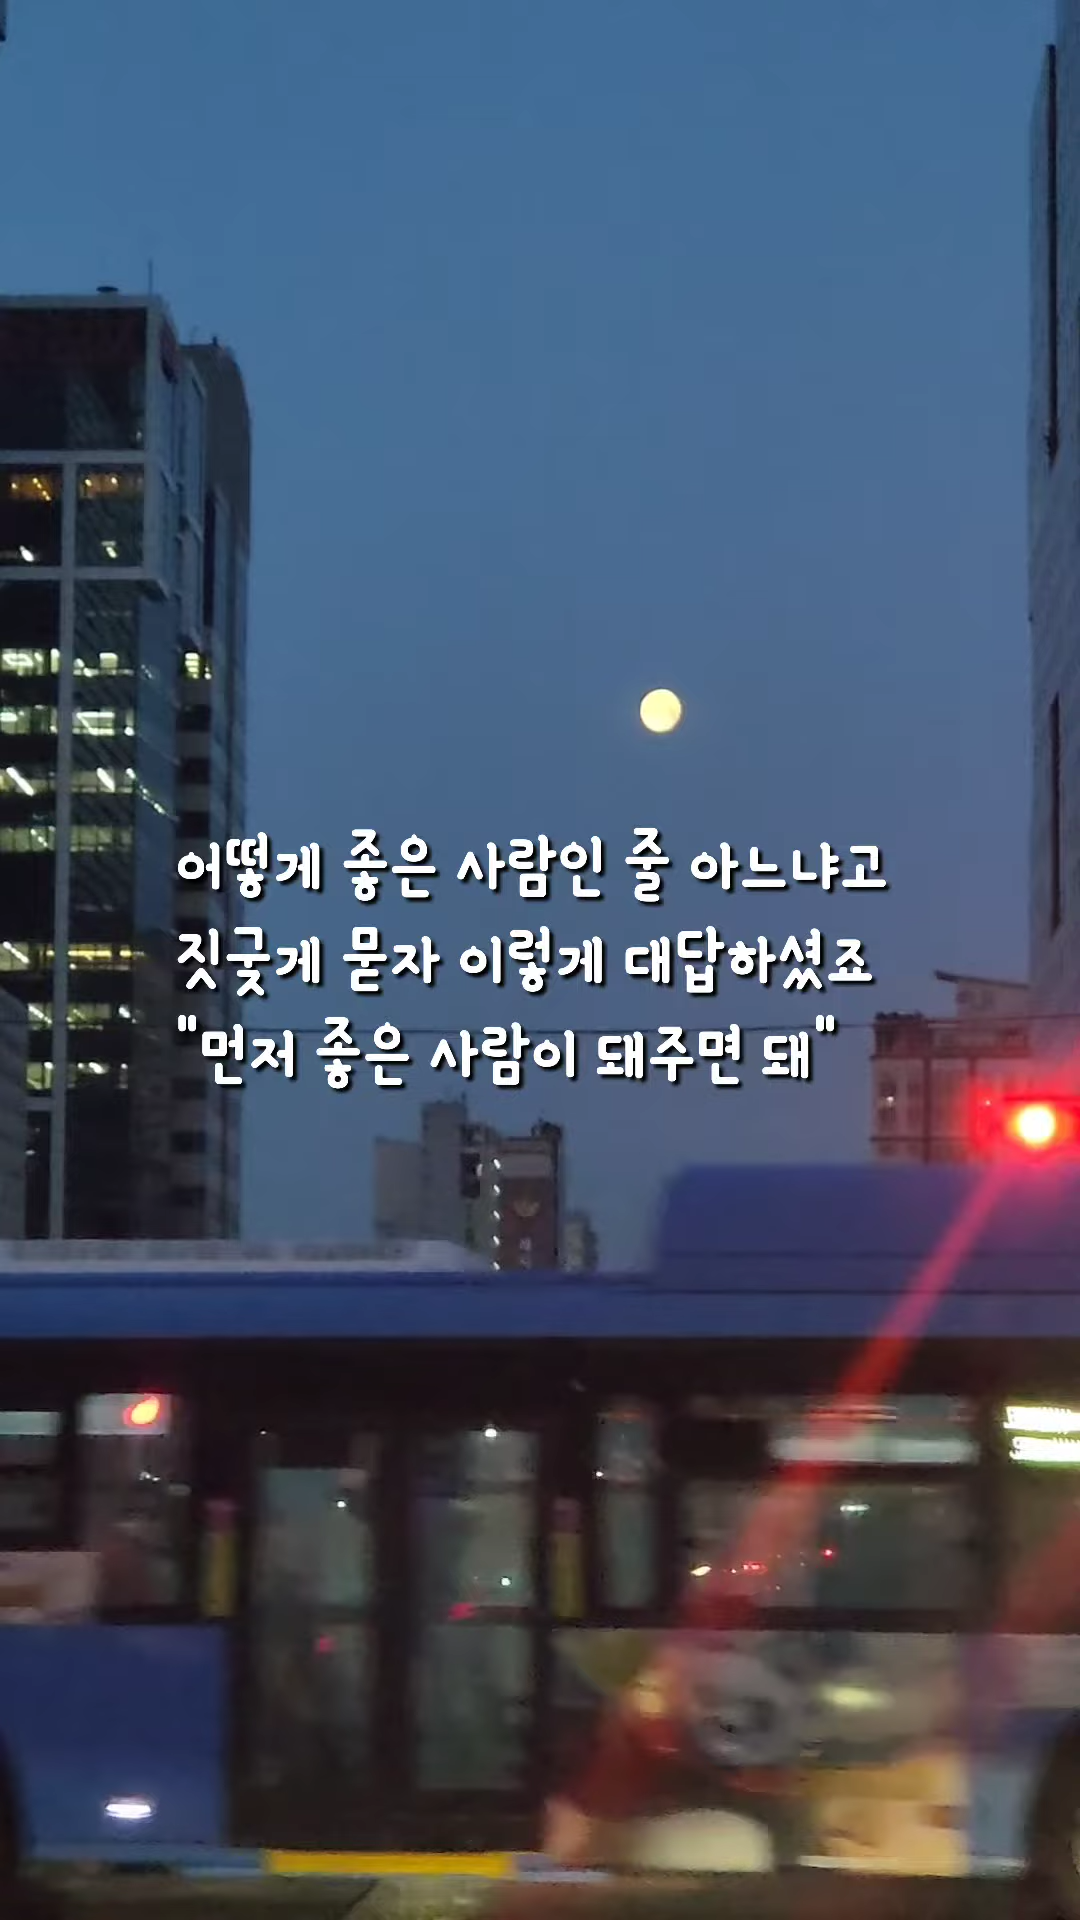 어떻게 좋은 사람인 줄 아느냐고
짓궂게 묻자 이렇게 대답하셨죠
"먼저 좋은 사람이 돼주면 돼"